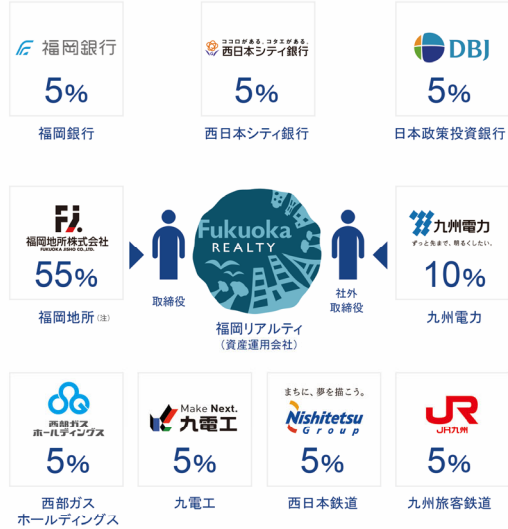 福岡銀行
5%
福岡銀行
ココロがある。コタエがある。
西日本シティ銀行
5%
西日本シティ銀行
DBJ
5%
日本政策投資銀行
FJ.
福岡地所株式会社
FUKUOKA JISHO CO.,LTD.
55%
福岡地所(注)
取締役
Fukuoka
REALTY
福岡リアルティ
(資産運用会社)
社外
取締役
九州電力
ずっと先まで、明るくしたい。
10%
九州電力
西部ガス
ホールディングス
5%
西部ガス
ホールディングス
Make Next.
九電工
5%
九電工
まちに、夢を描こう。
Nishitetsu
Group
5%
西日本鉄道
JR
JR九州
5%
九州旅客鉄道